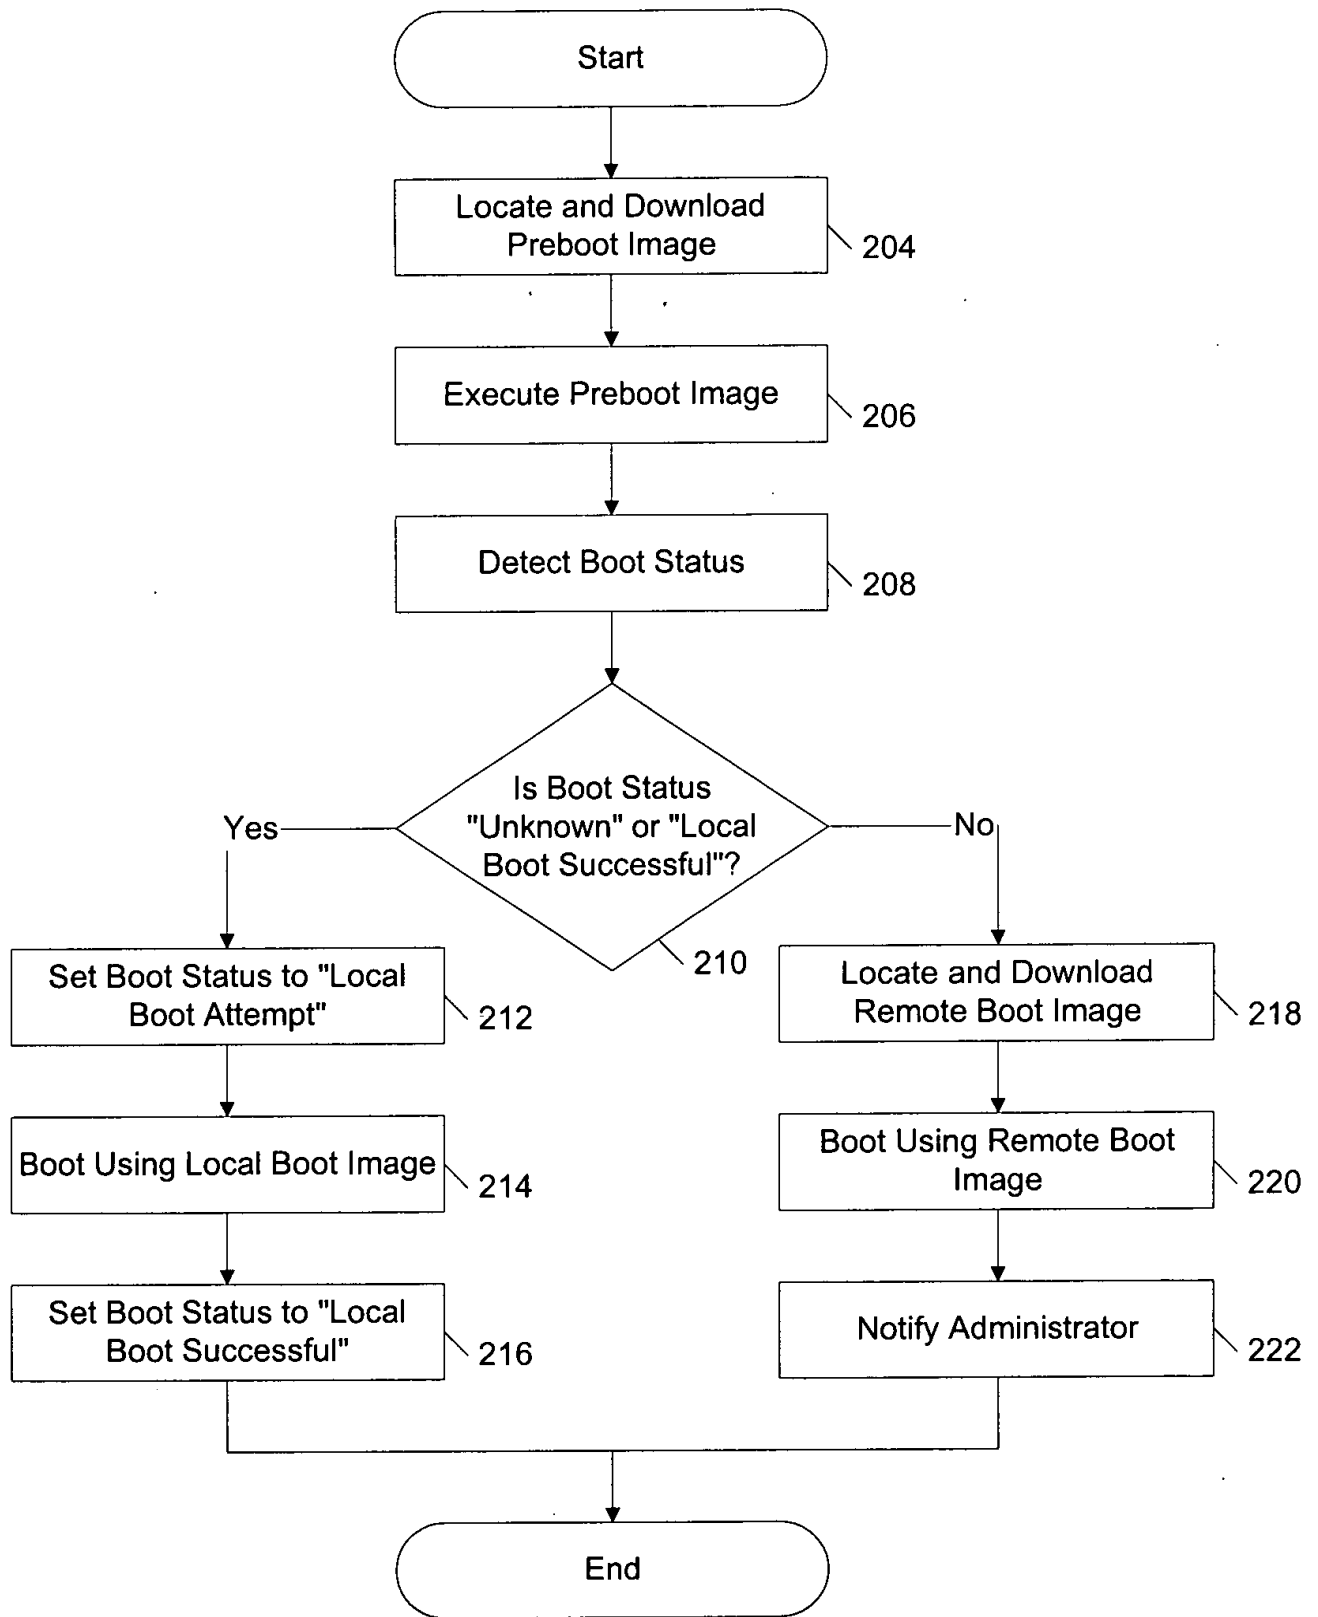 Start
Locate and Download
Preboot Image
204
Execute Preboot Image
206
Detect Boot Status
208
Is Boot Status
"Unknown" or "Local
Boot Successful"?
210
Yes
No
Set Boot Status to "Local
Boot Attempt"
212
Boot Using Local Boot Image
214
Set Boot Status to "Local
Boot Successful"
216
Locate and Download
Remote Boot Image
218
Boot Using Remote Boot
Image
220
Notify Administrator
222
End